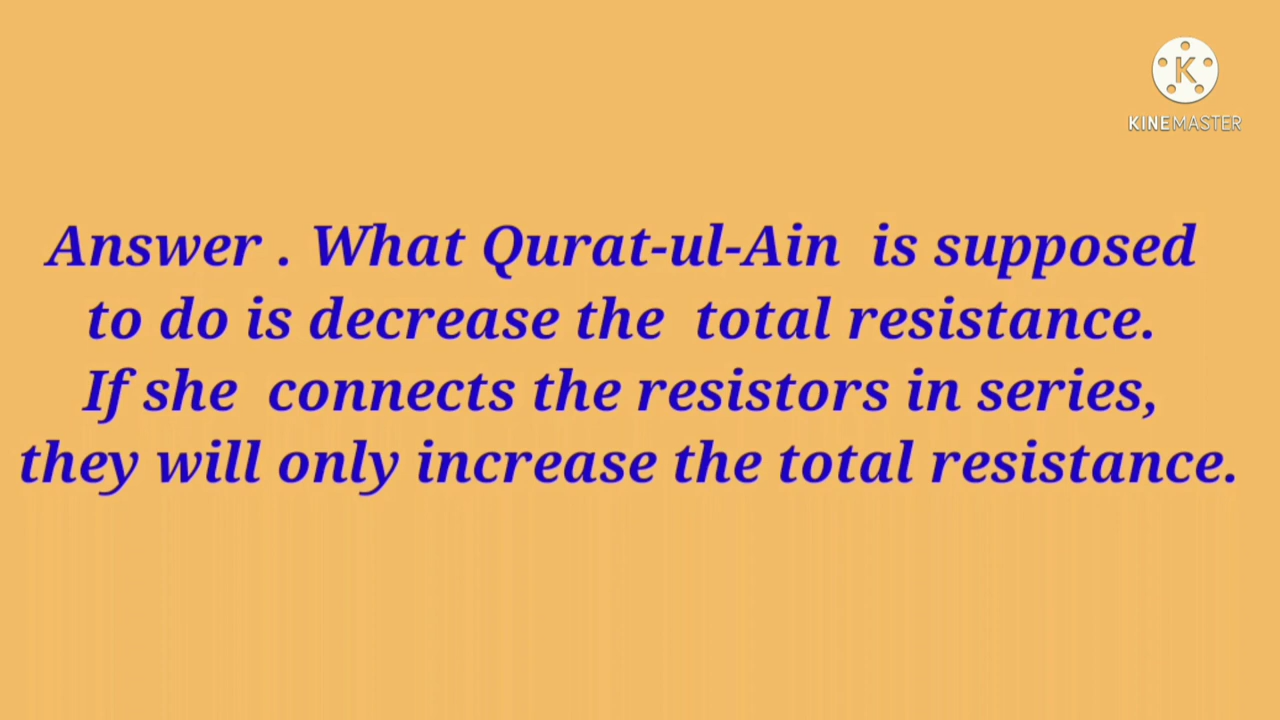 KINEMASTER
Answer . What Qurat-ul-Ain is supposed
to do is decrease the total resistance.
If she connects the resistors in series,
they will only increase the total resistance.